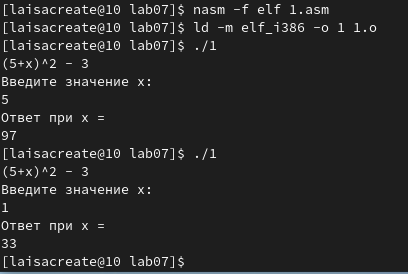 [laisacreate@10 lab07]$ nasm -f elf 1.asm
[laisacreate@10 lab07]$ ld -m elf_i386 -o 1 1.o
[laisacreate@10 lab07]$ ./1
(5+x)^2 - 3
Введите значение x:
5
Ответ при x =
97
[laisacreate@10 lab07]$ ./1
(5+x)^2 - 3
Введите значение x:
1
Ответ при x =
33
[laisacreate@10 lab07]$